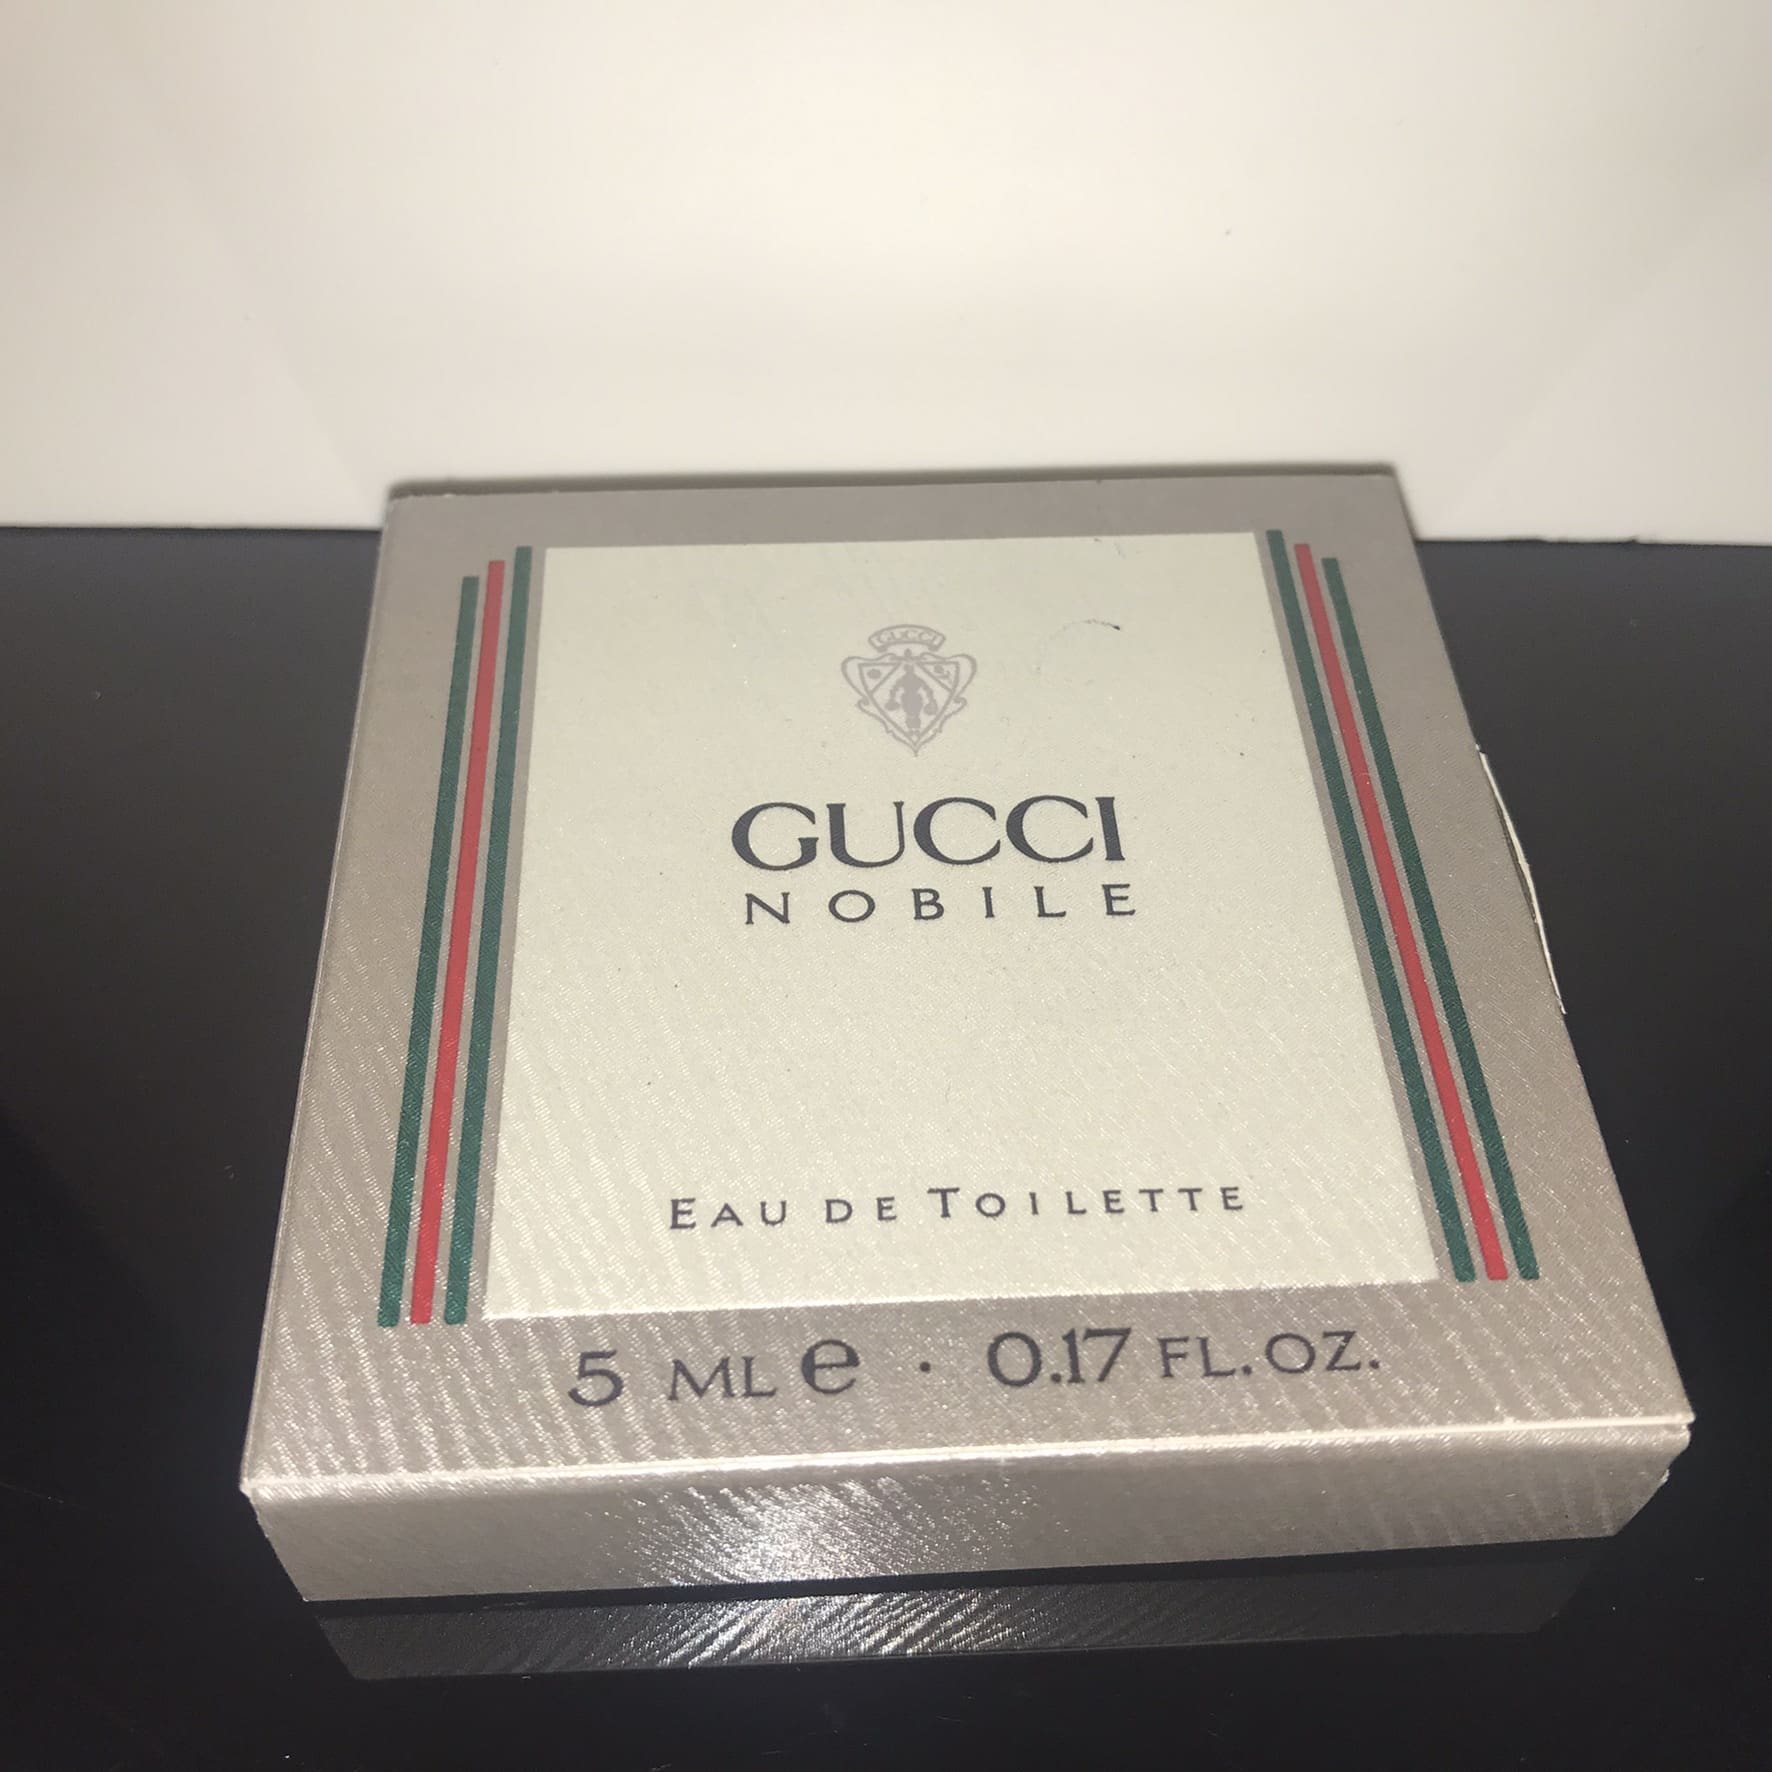 GUCCI
GUCCI
NOBILE
EAU DE TOILETTE
5 ML e · 0.17 FL.OZ.